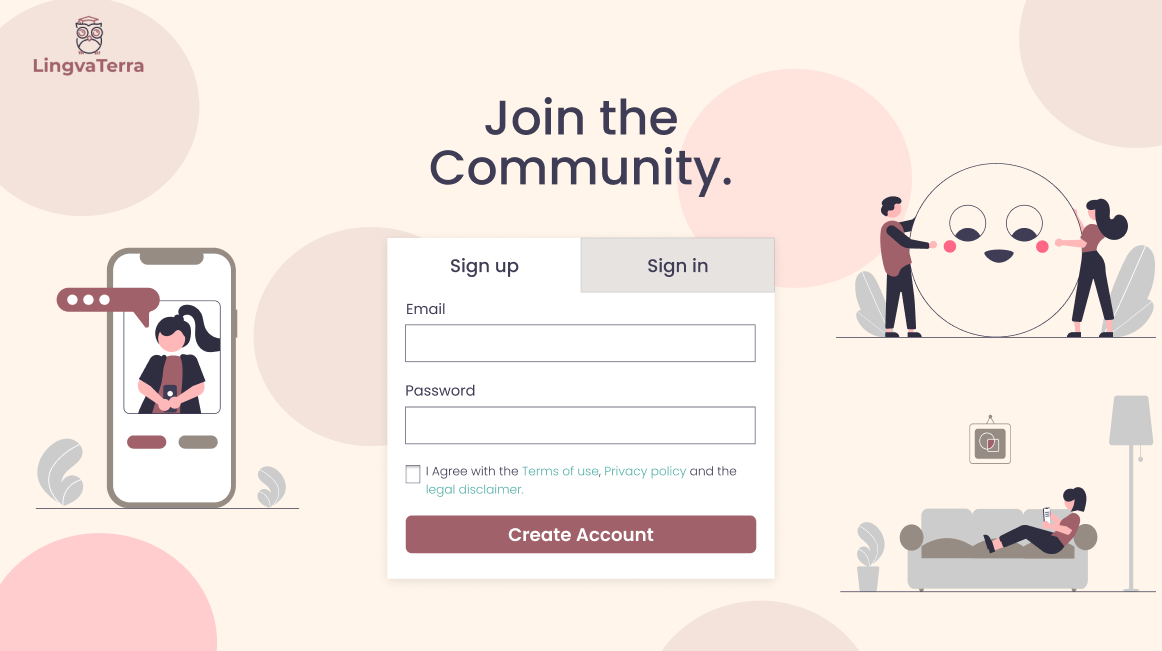 LingvaTerra
Join the
Community.
Sign up
Sign in
Email
Password
I Agree with the Terms of use, Privacy policy and the
legal disclaimer.
Create Account